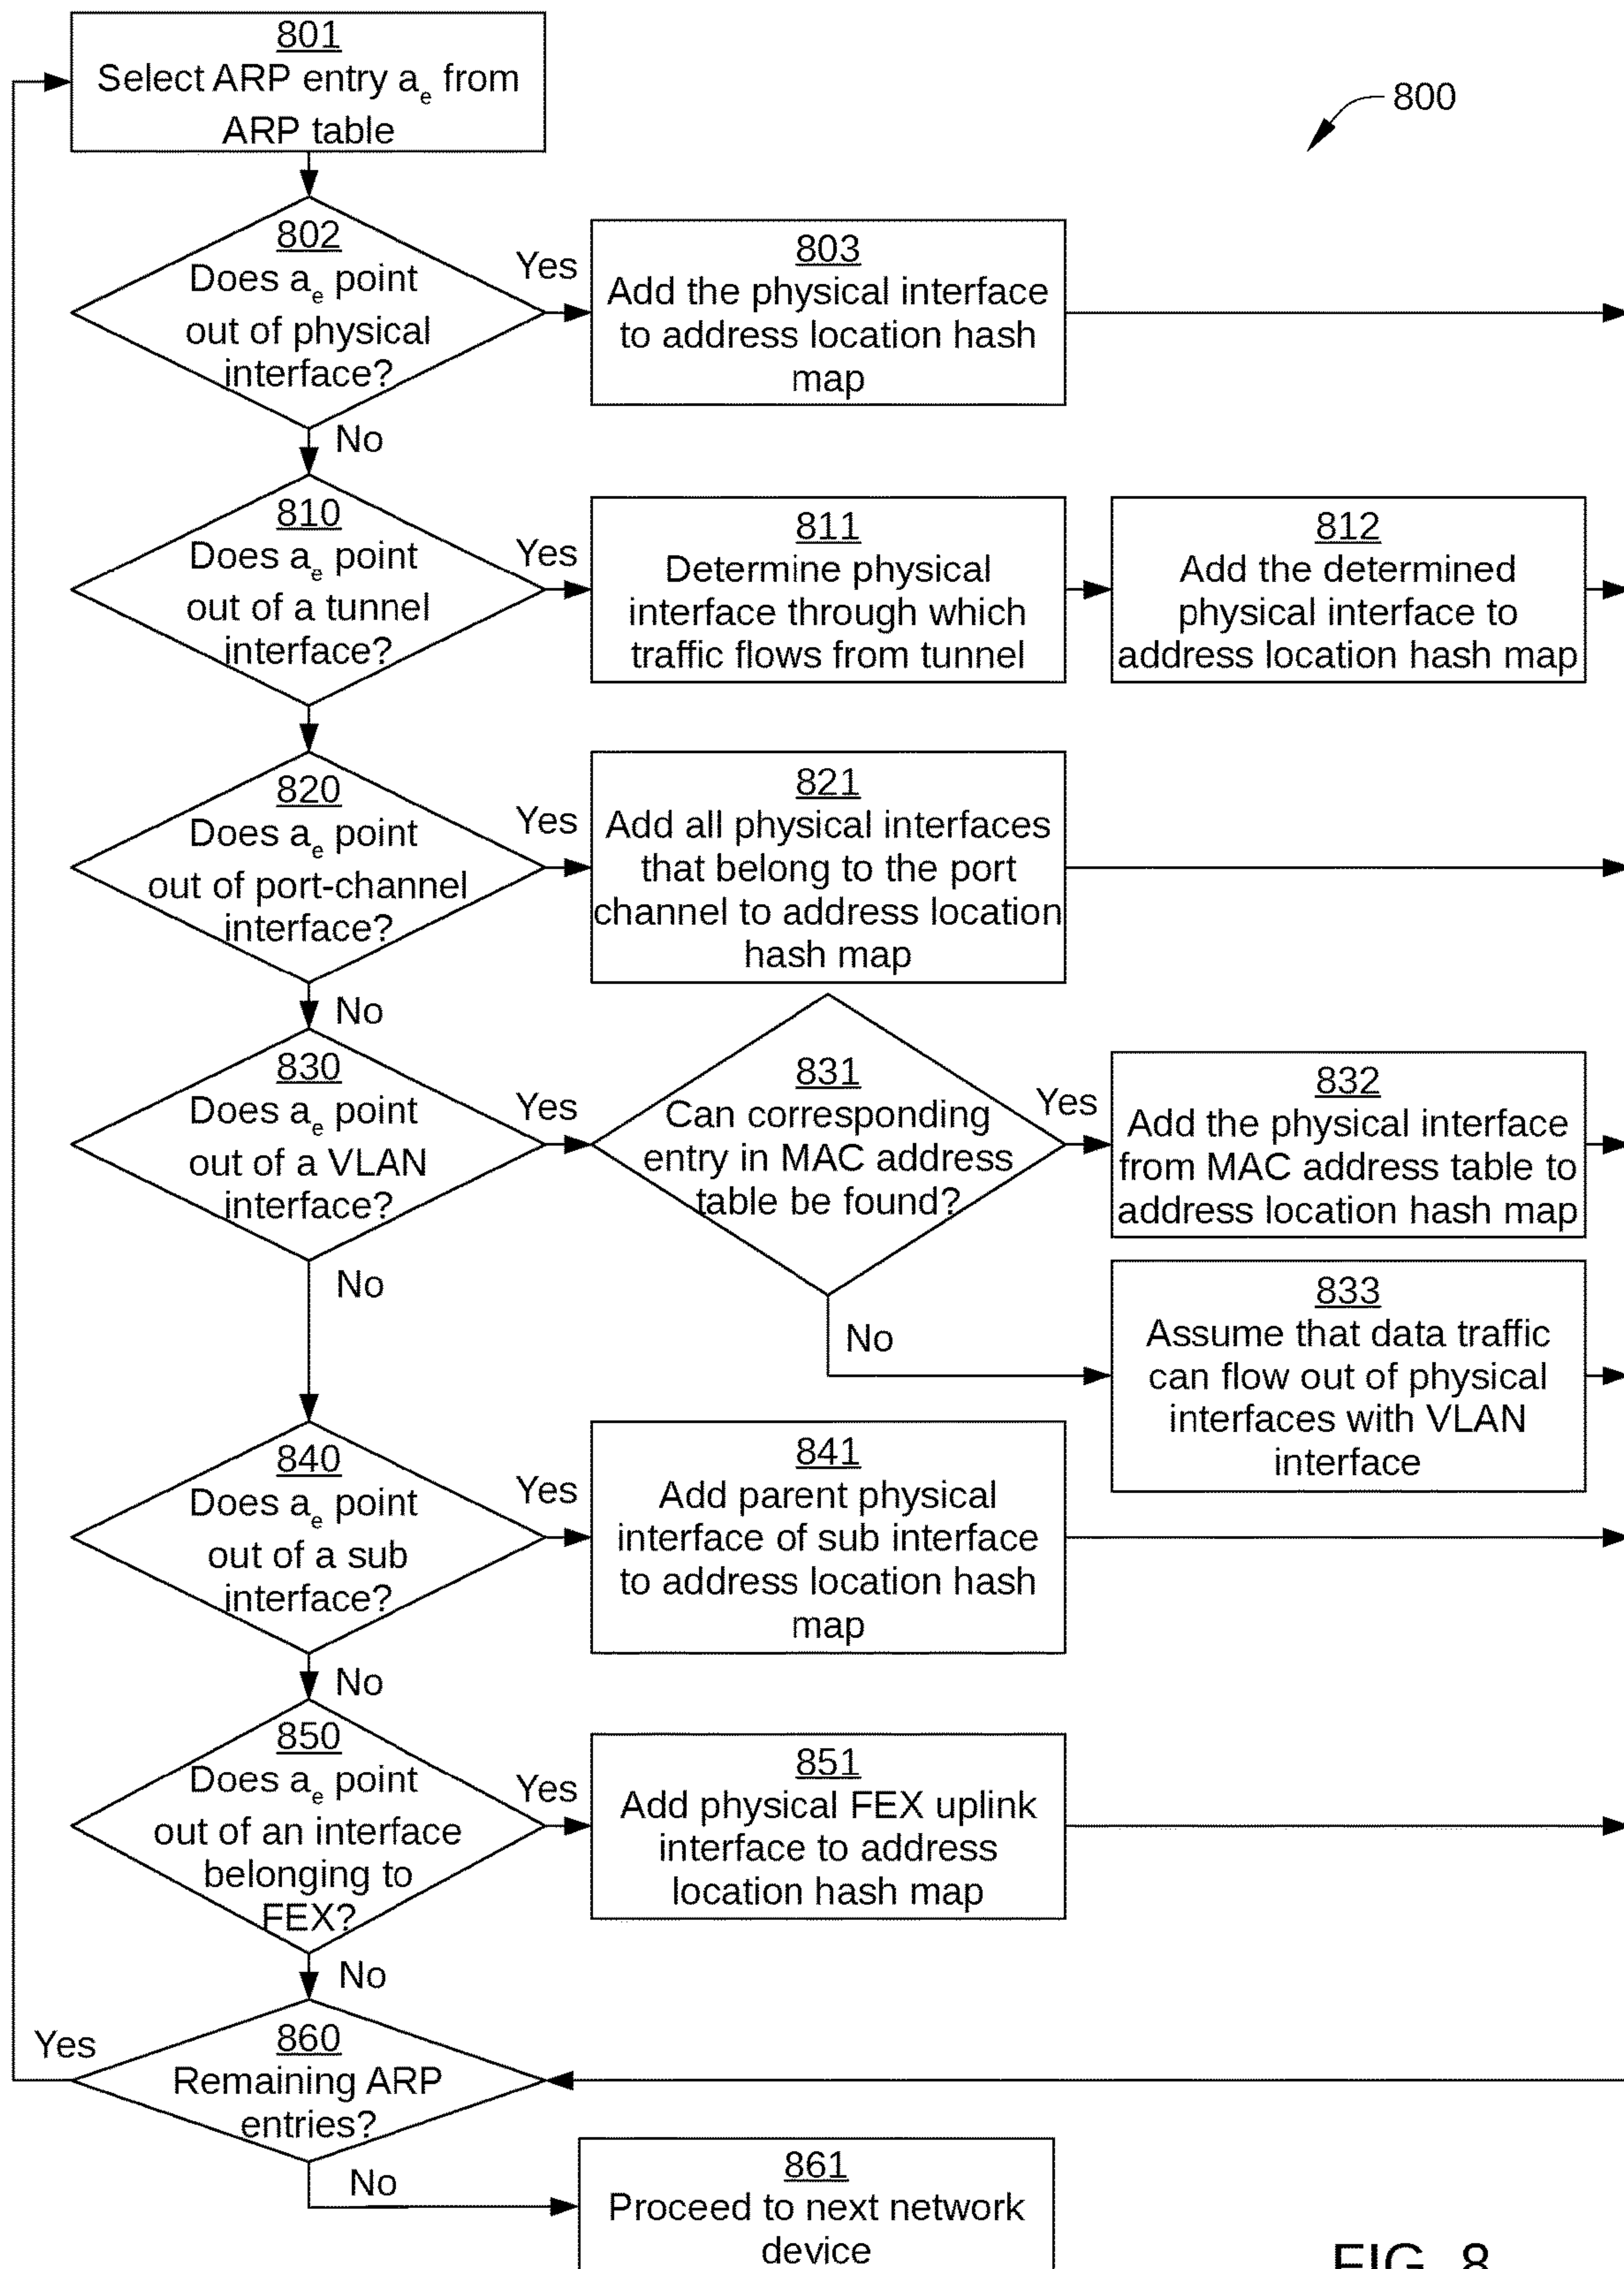 801
Select ARP entry ae from
ARP table
800
802
Does ae point
out of physical
interface?
Yes
803
Add the physical interface
to address location hash
map
No
810
Does ae point
out of a tunnel
interface?
Yes
811
Determine physical
interface through which
traffic flows from tunnel
812
Add the determined
physical interface to
address location hash map
820
Does ae point
out of port-channel
interface?
Yes
821
Add all physical interfaces
that belong to the port
channel to address location
hash map
No
830
Does ae point
out of a VLAN
interface?
Yes
831
Can corresponding
entry in MAC address
table be found?
Yes
832
Add the physical interface
from MAC address table to
address location hash map
No
833
Assume that data traffic
can flow out of physical
interfaces with VLAN
interface
No
840
Does ae point
out of a sub
interface?
Yes
841
Add parent physical
interface of sub interface
to address location hash
map
No
850
Does ae point
out of an interface
belonging to
FEX?
Yes
851
Add physical FEX uplink
interface to address
location hash map
No
Yes
860
Remaining ARP
entries?
No
861
Proceed to next network
device
FIG. 8